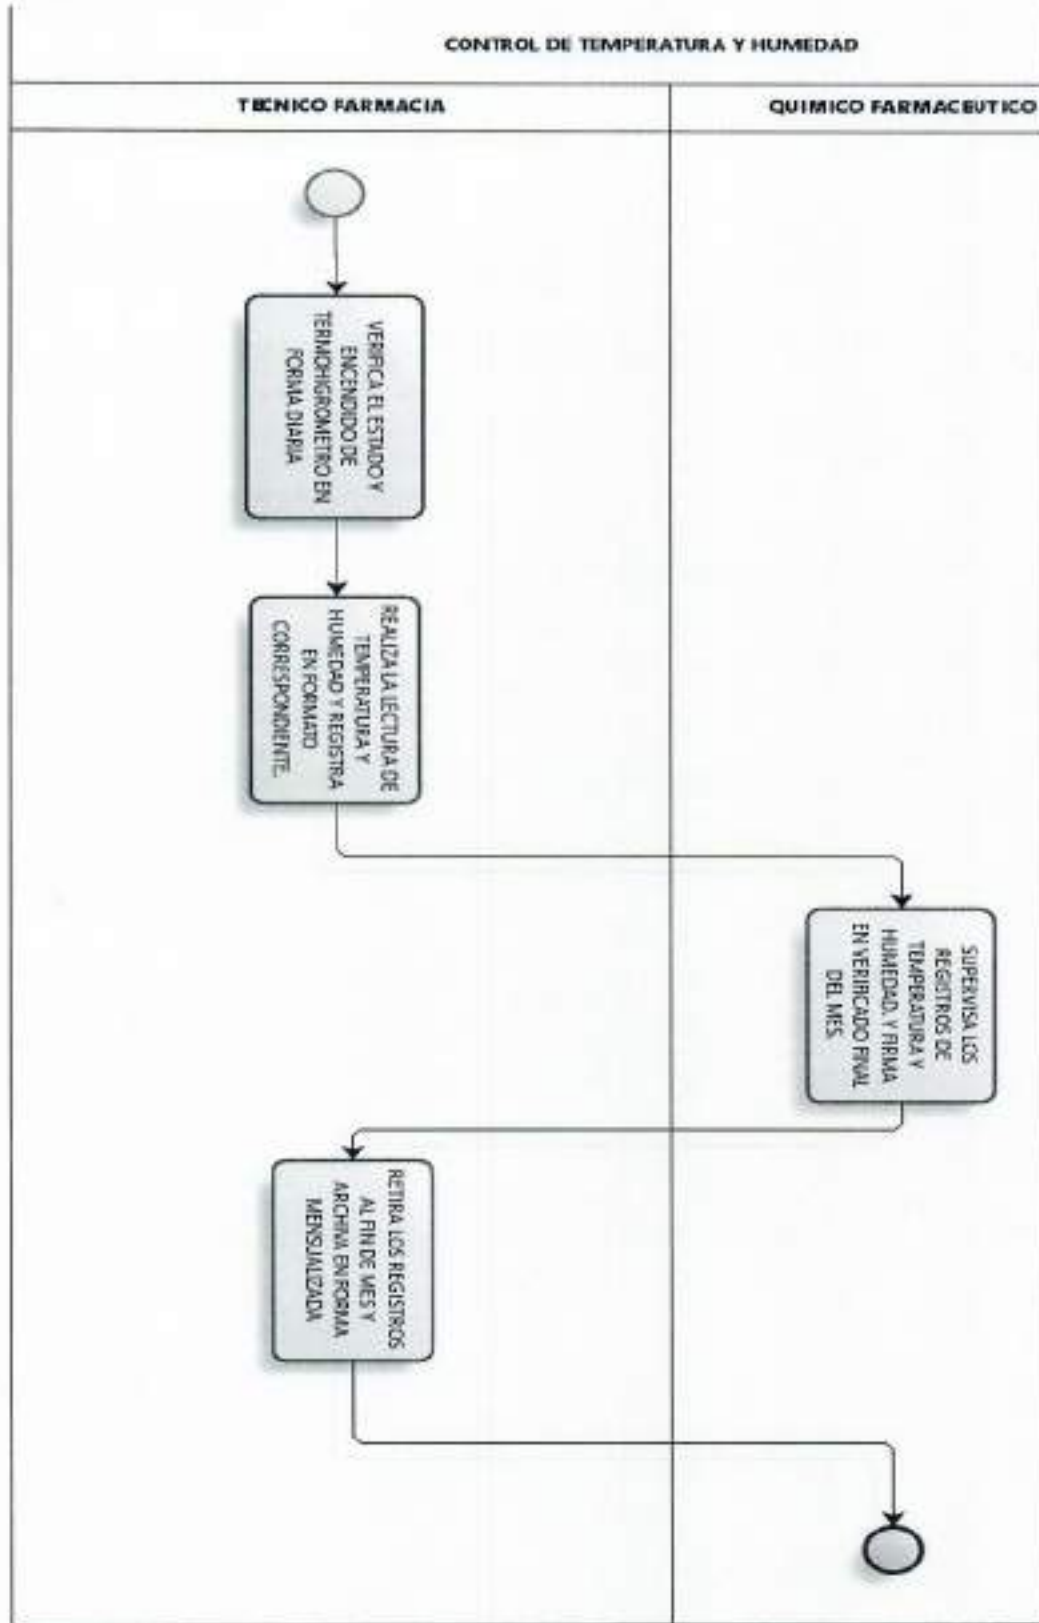 CONTROL DE TEMPERATURA Y HUMEDAD
TECNICO FARMACIA
QUIMICO FARMACEUTICO
VERIFICA EL ESTADO Y
ENCENDIDO DE
TERMOHIGROMETRO EN
FORMA DIARIA
REALIZA LA LECTURA DE
TEMPERATURA Y
HUMEDAD Y REGISTRA
EN FORMATO
CORRESPONDIENTE.
SUPERVISA LOS
REGISTROS DE
TEMPERATURA Y
HUMEDAD. Y FIRMA
EN VERIFICADO FINAL
DEL MES.
RETIRA LOS REGISTROS
AL FIN DE MES Y
ARCHIVA EN FORMA
MENSUALIZADA